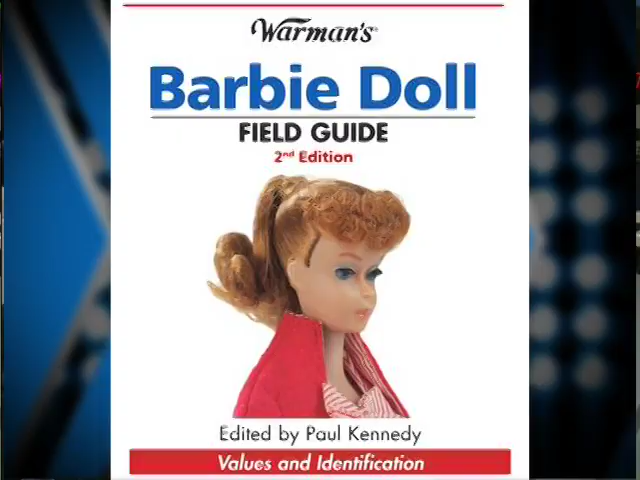 Warman's
Barbie Doll
FIELD GUIDE
2nd Edition
Edited by Paul Kennedy
Values and Identification